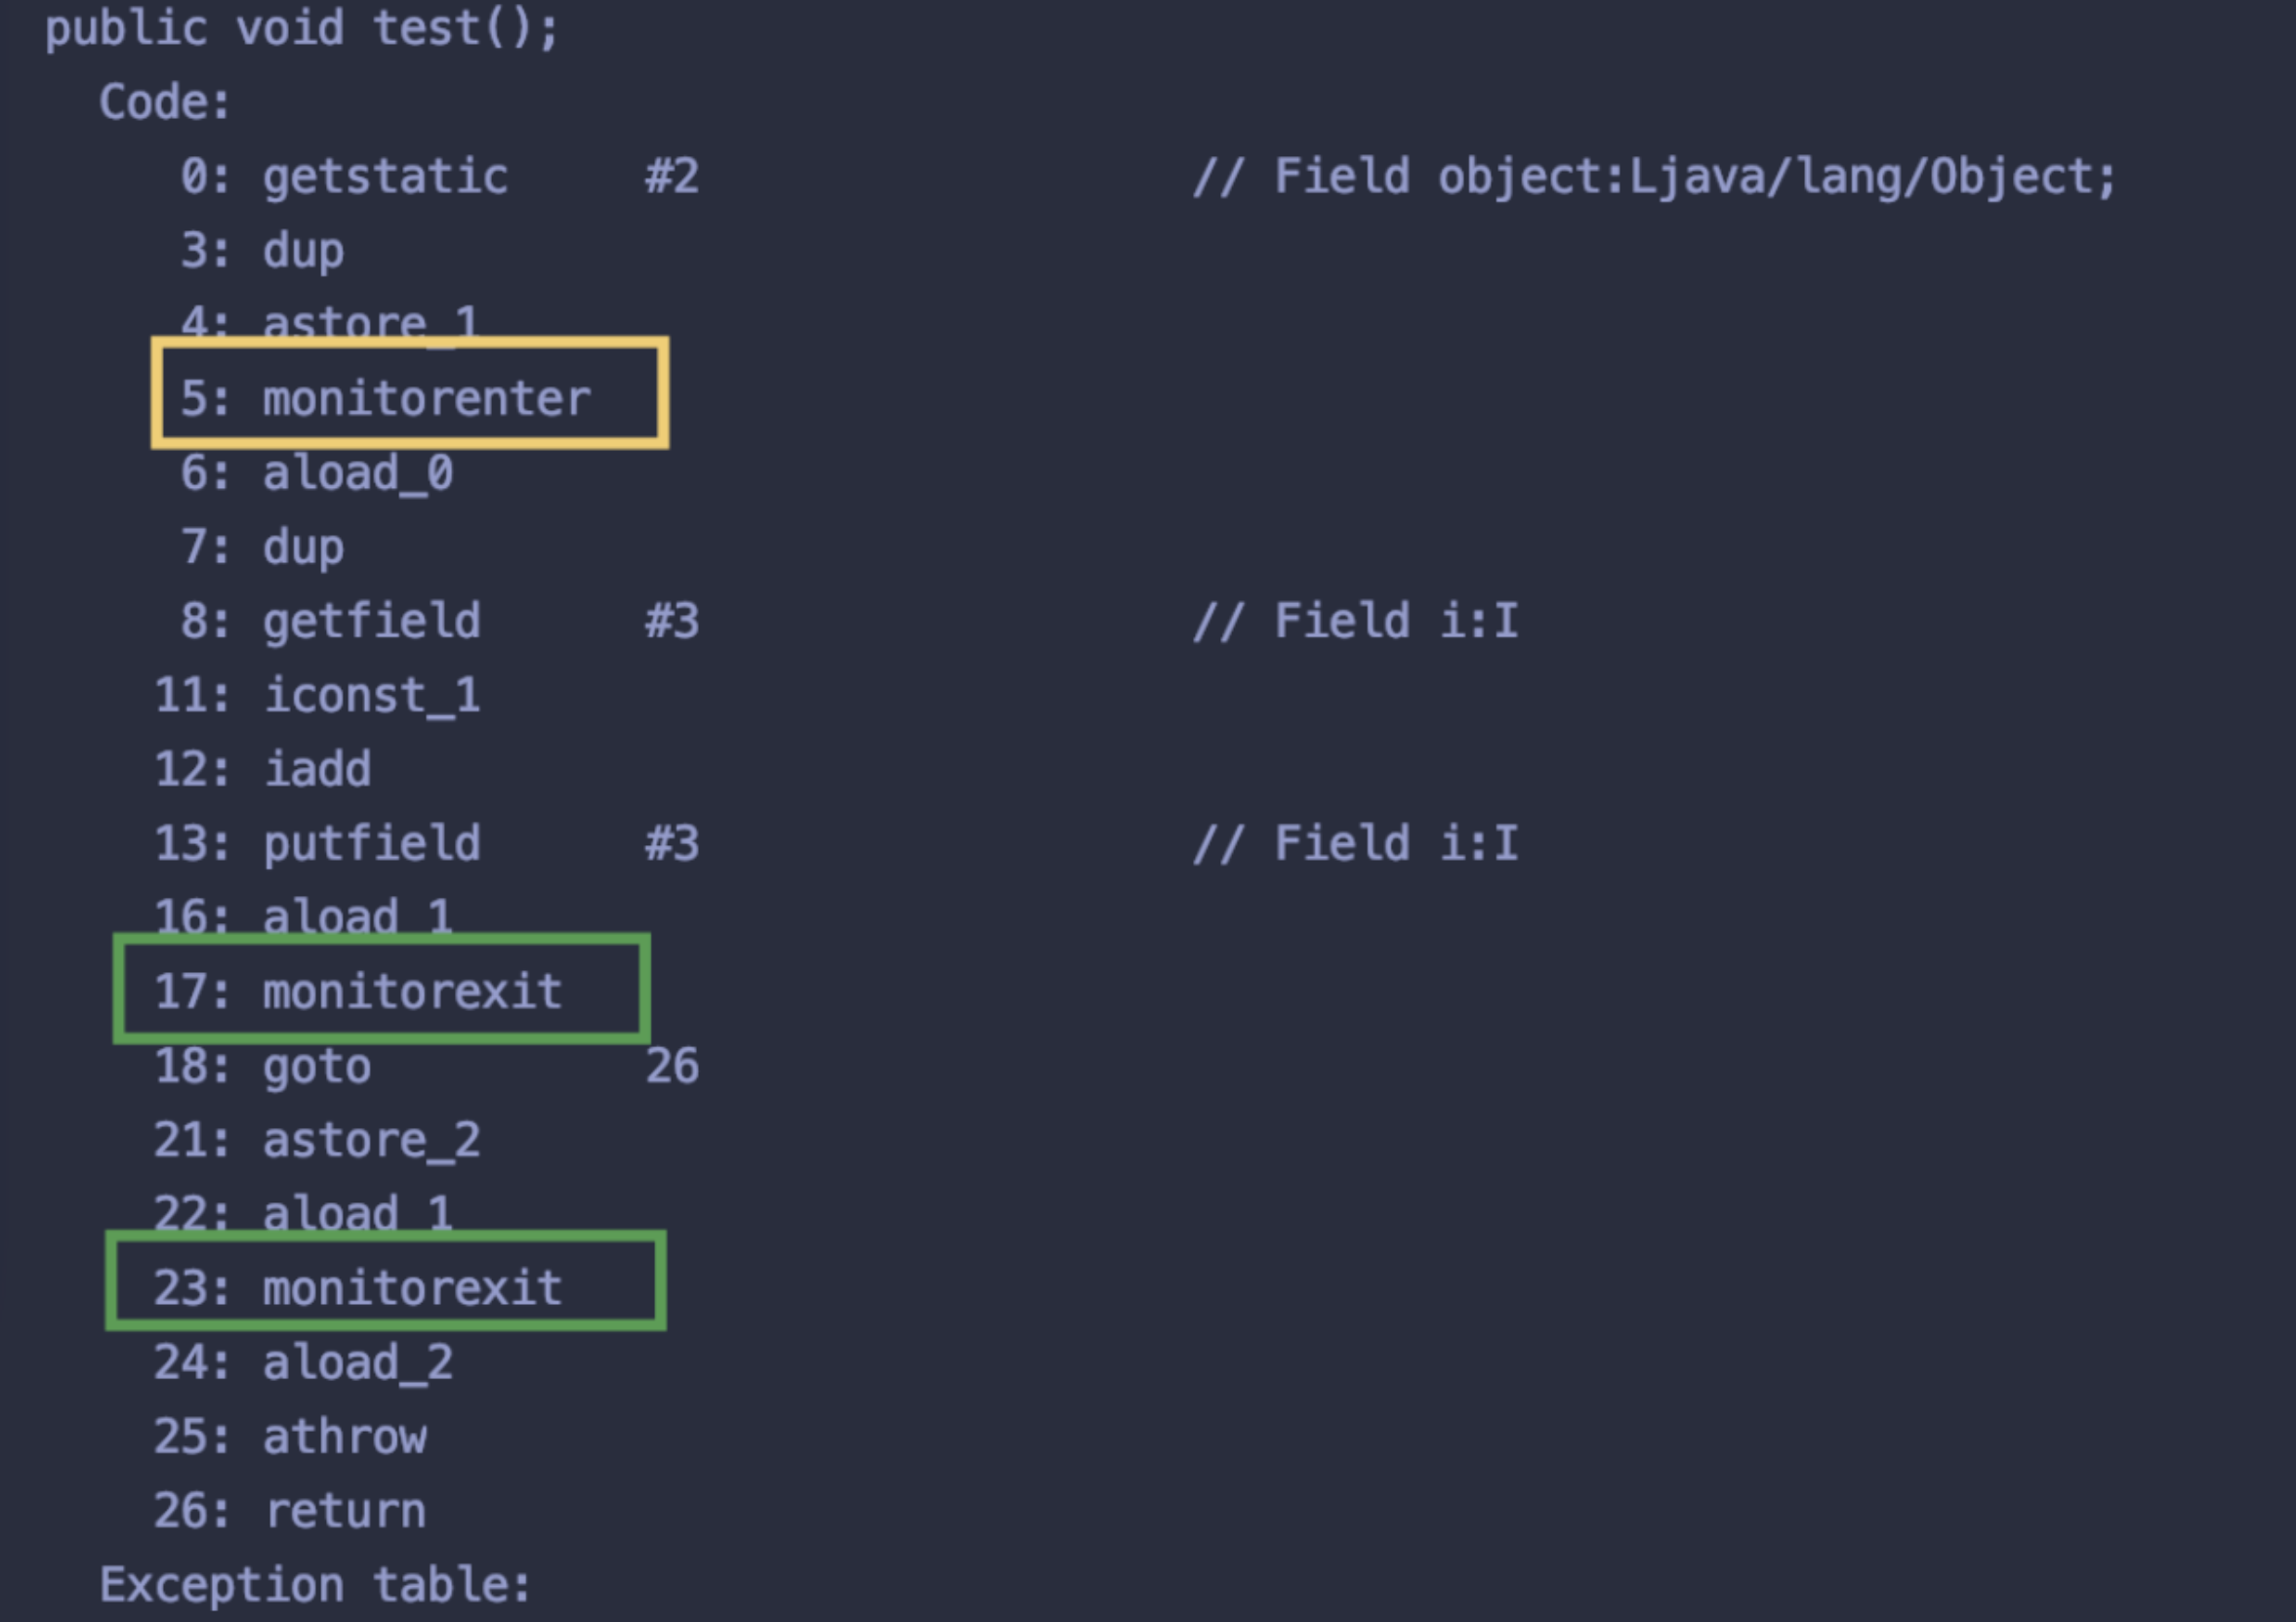 public void test();
Code:
0: getstatic #2 // Field object:Ljava/lang/Object;
3: dup
4: astore_1
5: monitorenter
6: aload_0
7: dup
8: getfield #3 // Field i:I
11: iconst_1
12: iadd
13: putfield #3 // Field i:I
16: aload_1
17: monitorexit
18: goto 26
21: astore_2
22: aload_1
23: monitorexit
24: aload_2
25: athrow
26: return
Exception table: